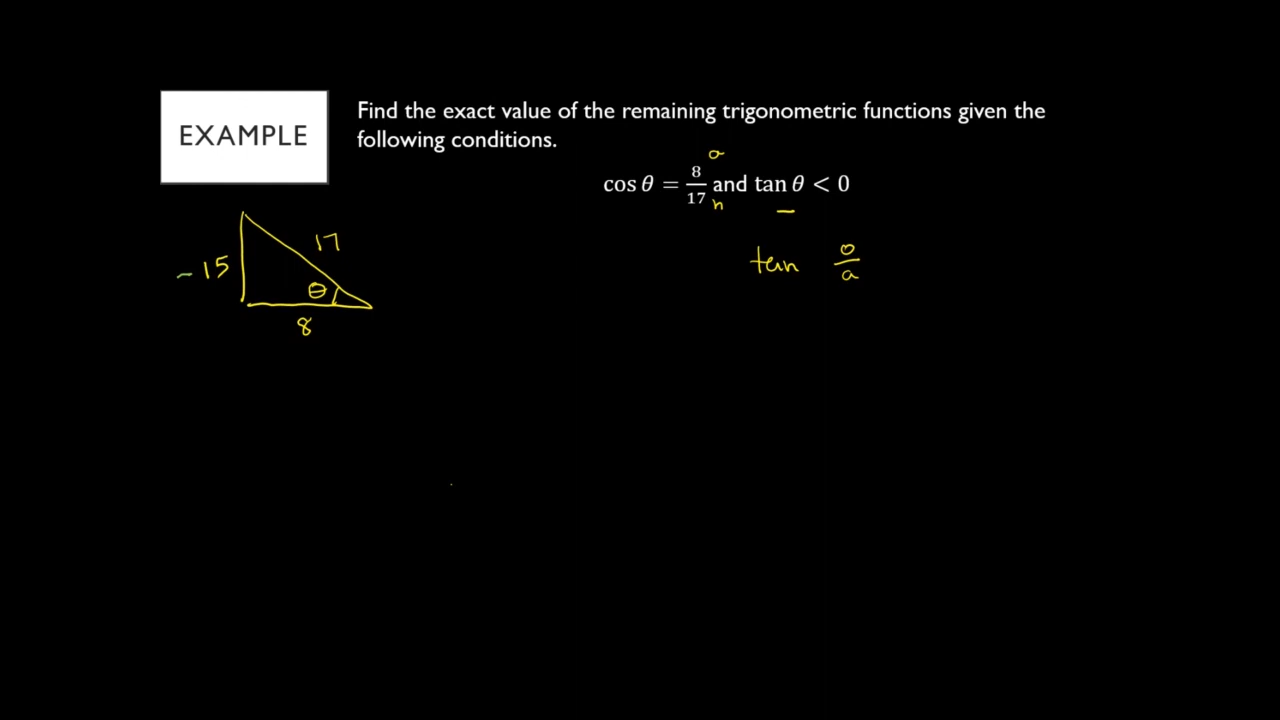 EXAMPLE
Find the exact value of the remaining trigonometric functions given the
following conditions.
a
cos θ = 8/17 and tan θ < 0
h
17
-15
θ
8
tan o/a